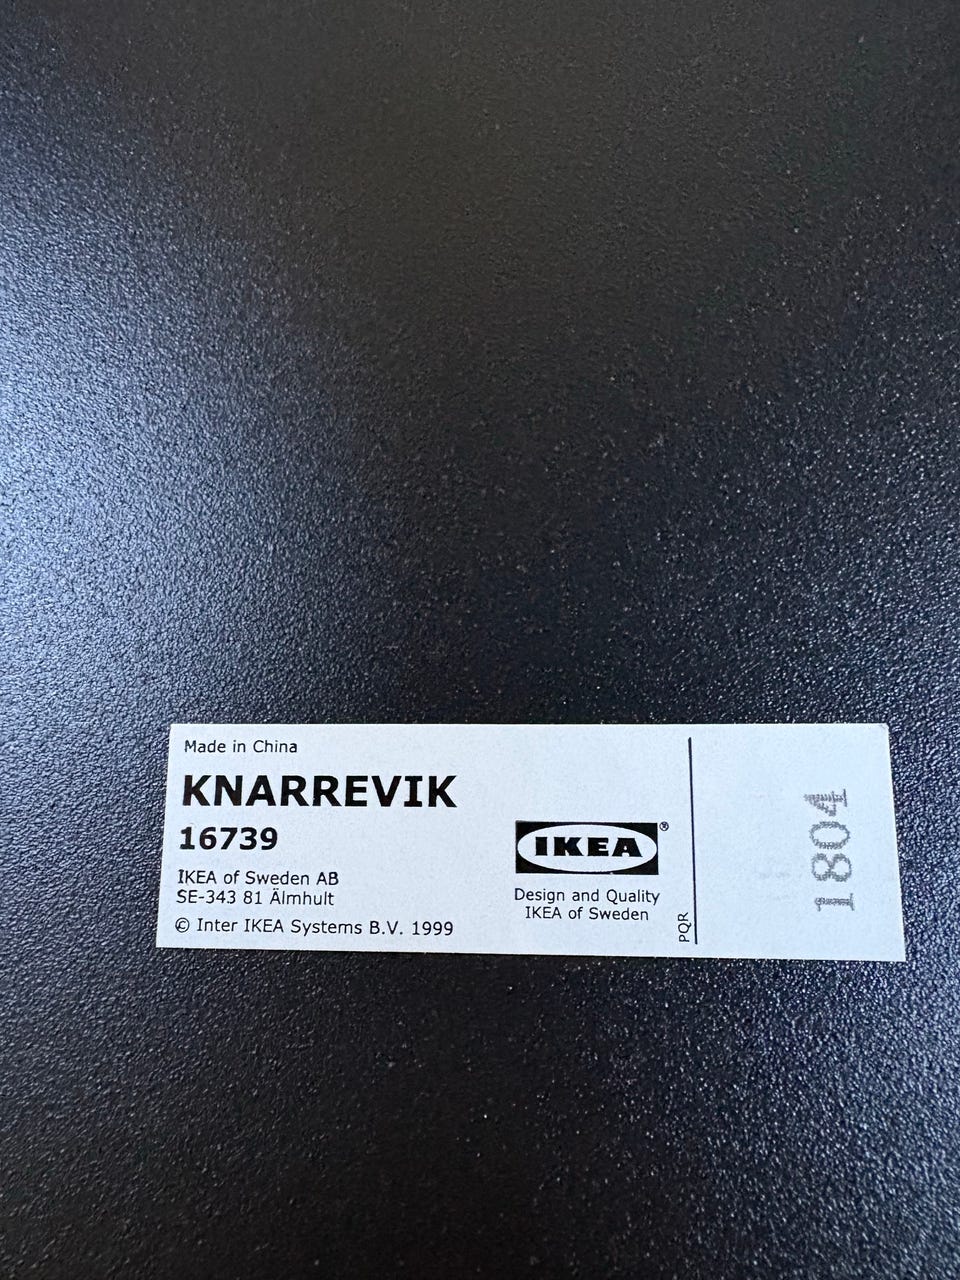 Made in China
KNARREVIK
16739
IKEA of Sweden AB
SE-343 81 Älmhult
© Inter IKEA Systems B.V. 1999
IKEA®
Design and Quality
IKEA of Sweden
PQR
1804